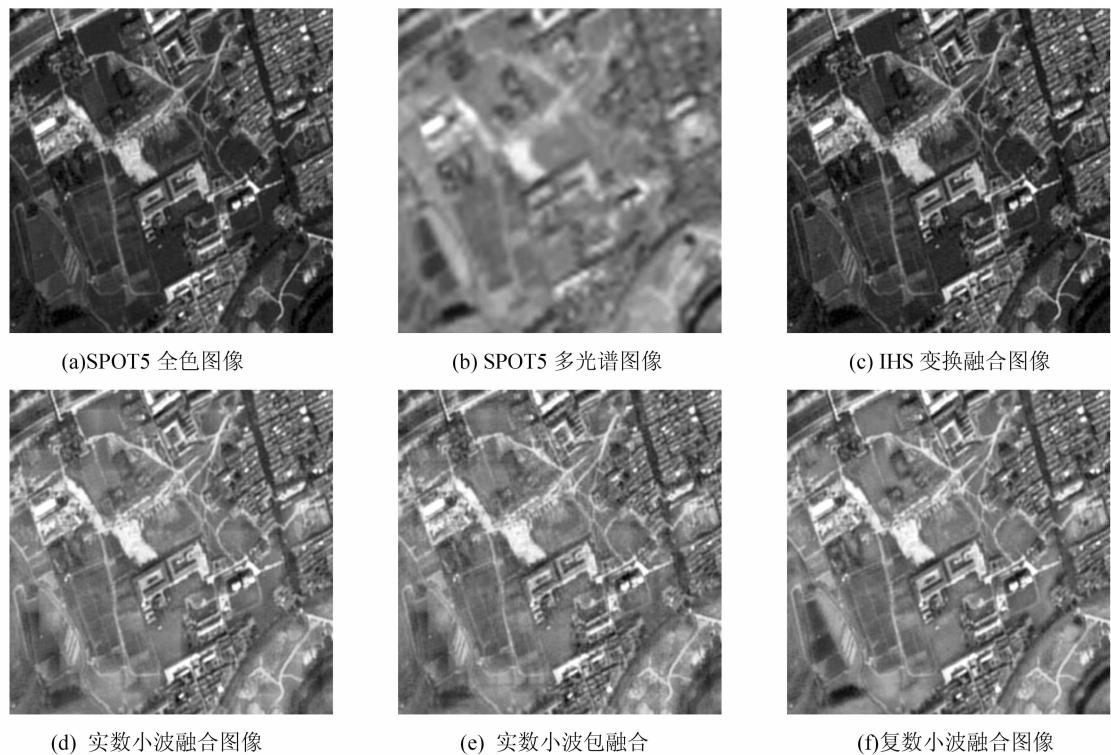 (a)SPOT5 全色图像
(b) SPOT5 多光谱图像
(c) IHS 变换融合图像
(d) 实数小波融合图像
(e) 实数小波包融合
(f)复数小波融合图像